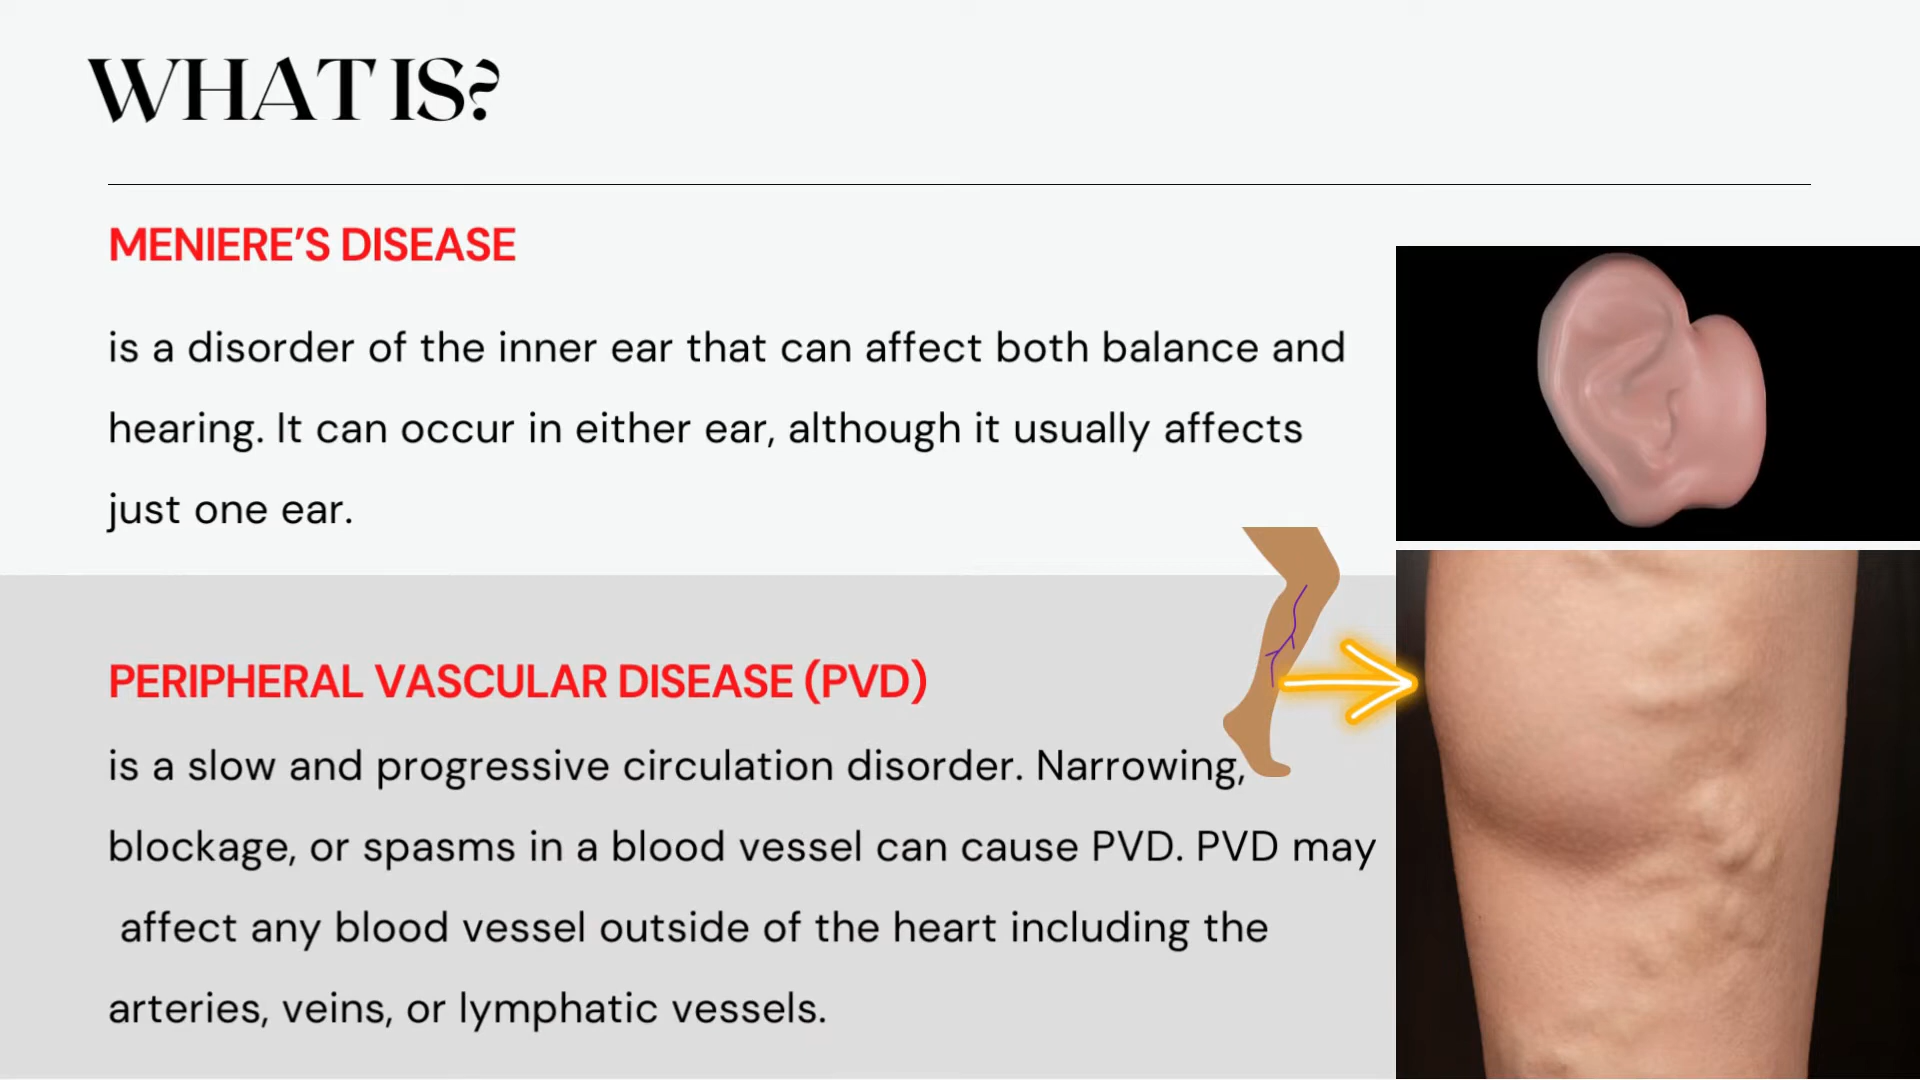 WHAT IS?
MENIERE’S DISEASE
is a disorder of the inner ear that can affect both balance and
hearing. It can occur in either ear, although it usually affects
just one ear.
PERIPHERAL VASCULAR DISEASE (PVD)
is a slow and progressive circulation disorder. Narrowing,
blockage, or spasms in a blood vessel can cause PVD. PVD may
affect any blood vessel outside of the heart including the
arteries, veins, or lymphatic vessels.